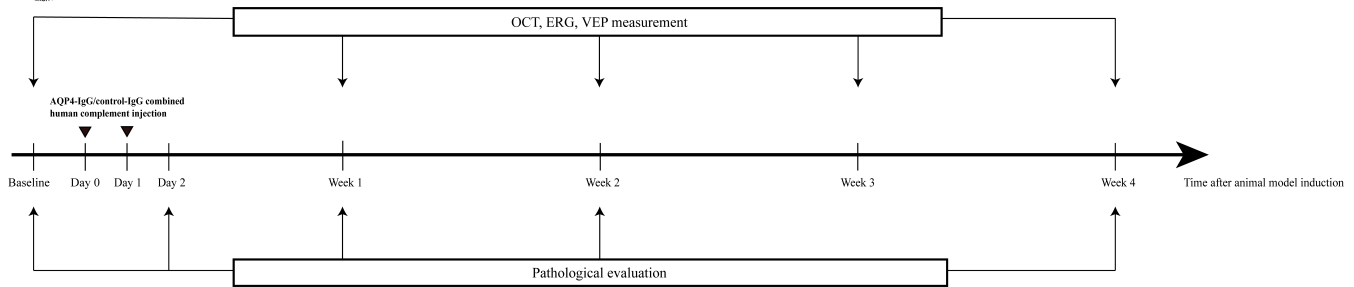 OCT, ERG, VEP measurement
AQP4-IgG/control-IgG combined
human complement injection
Baseline Day 0 Day 1 Day 2 Week 1 Week 2 Week 3 Week 4 Time after animal model induction
Pathological evaluation